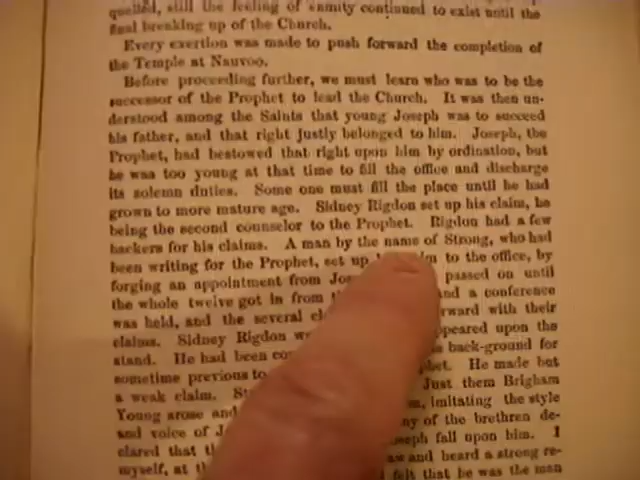 quelled, still the feeling of enmity continued to exist until the
final breaking up of the Church.
Every exertion was made to push forward the completion of
the Temple at Nauvoo.
Before proceeding further, we must learn who was to be the
successor of the Prophet to lead the Church. It was then un-
derstood among the Saints that young Joseph was to succeed
his father, and that right justly belonged to him. Joseph, the
Prophet, had bestowed that right upon him by ordination, but
he was too young at that time to fill the office and discharge
its solemn duties. Some one must fill the place until he had
grown to more mature age. Sidney Rigdon set up his claim, he
being the second counselor to the Prophet. Rigdon had a few
backers for his claims. A man by the name of Strong, who had
been writing for the Prophet, set up to the office, by
forging an appointment from passed on until
the whole twelve got in from and a conference
was held, and the several with their
claims. Sidney Rigdon upon the
stand. He had been back-ground for
sometime previous to He made but
a weak claim. Just them Brigham
Young arose and imitating the style
and voice of of the brethren de-
clared that fall upon him. I
myself, at and heard a strong re-
felt that he was the man